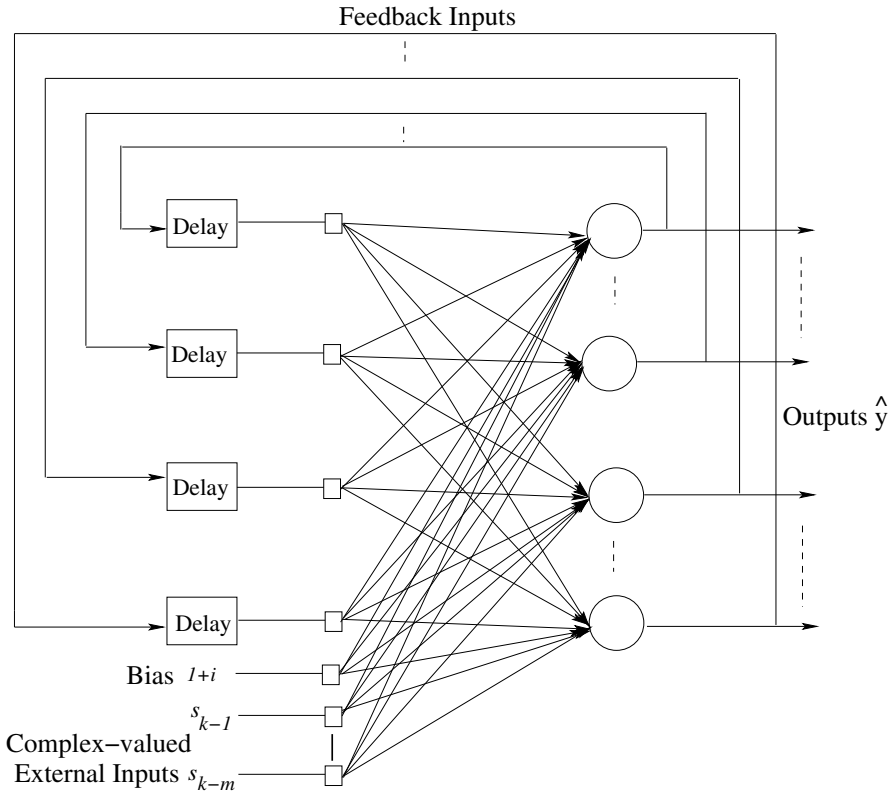 Feedback Inputs
Delay
Delay
Delay
Delay
Outputs ŷ
Bias 1+i
s_{k−1}
Complex−valued
External Inputs s_{k−m}